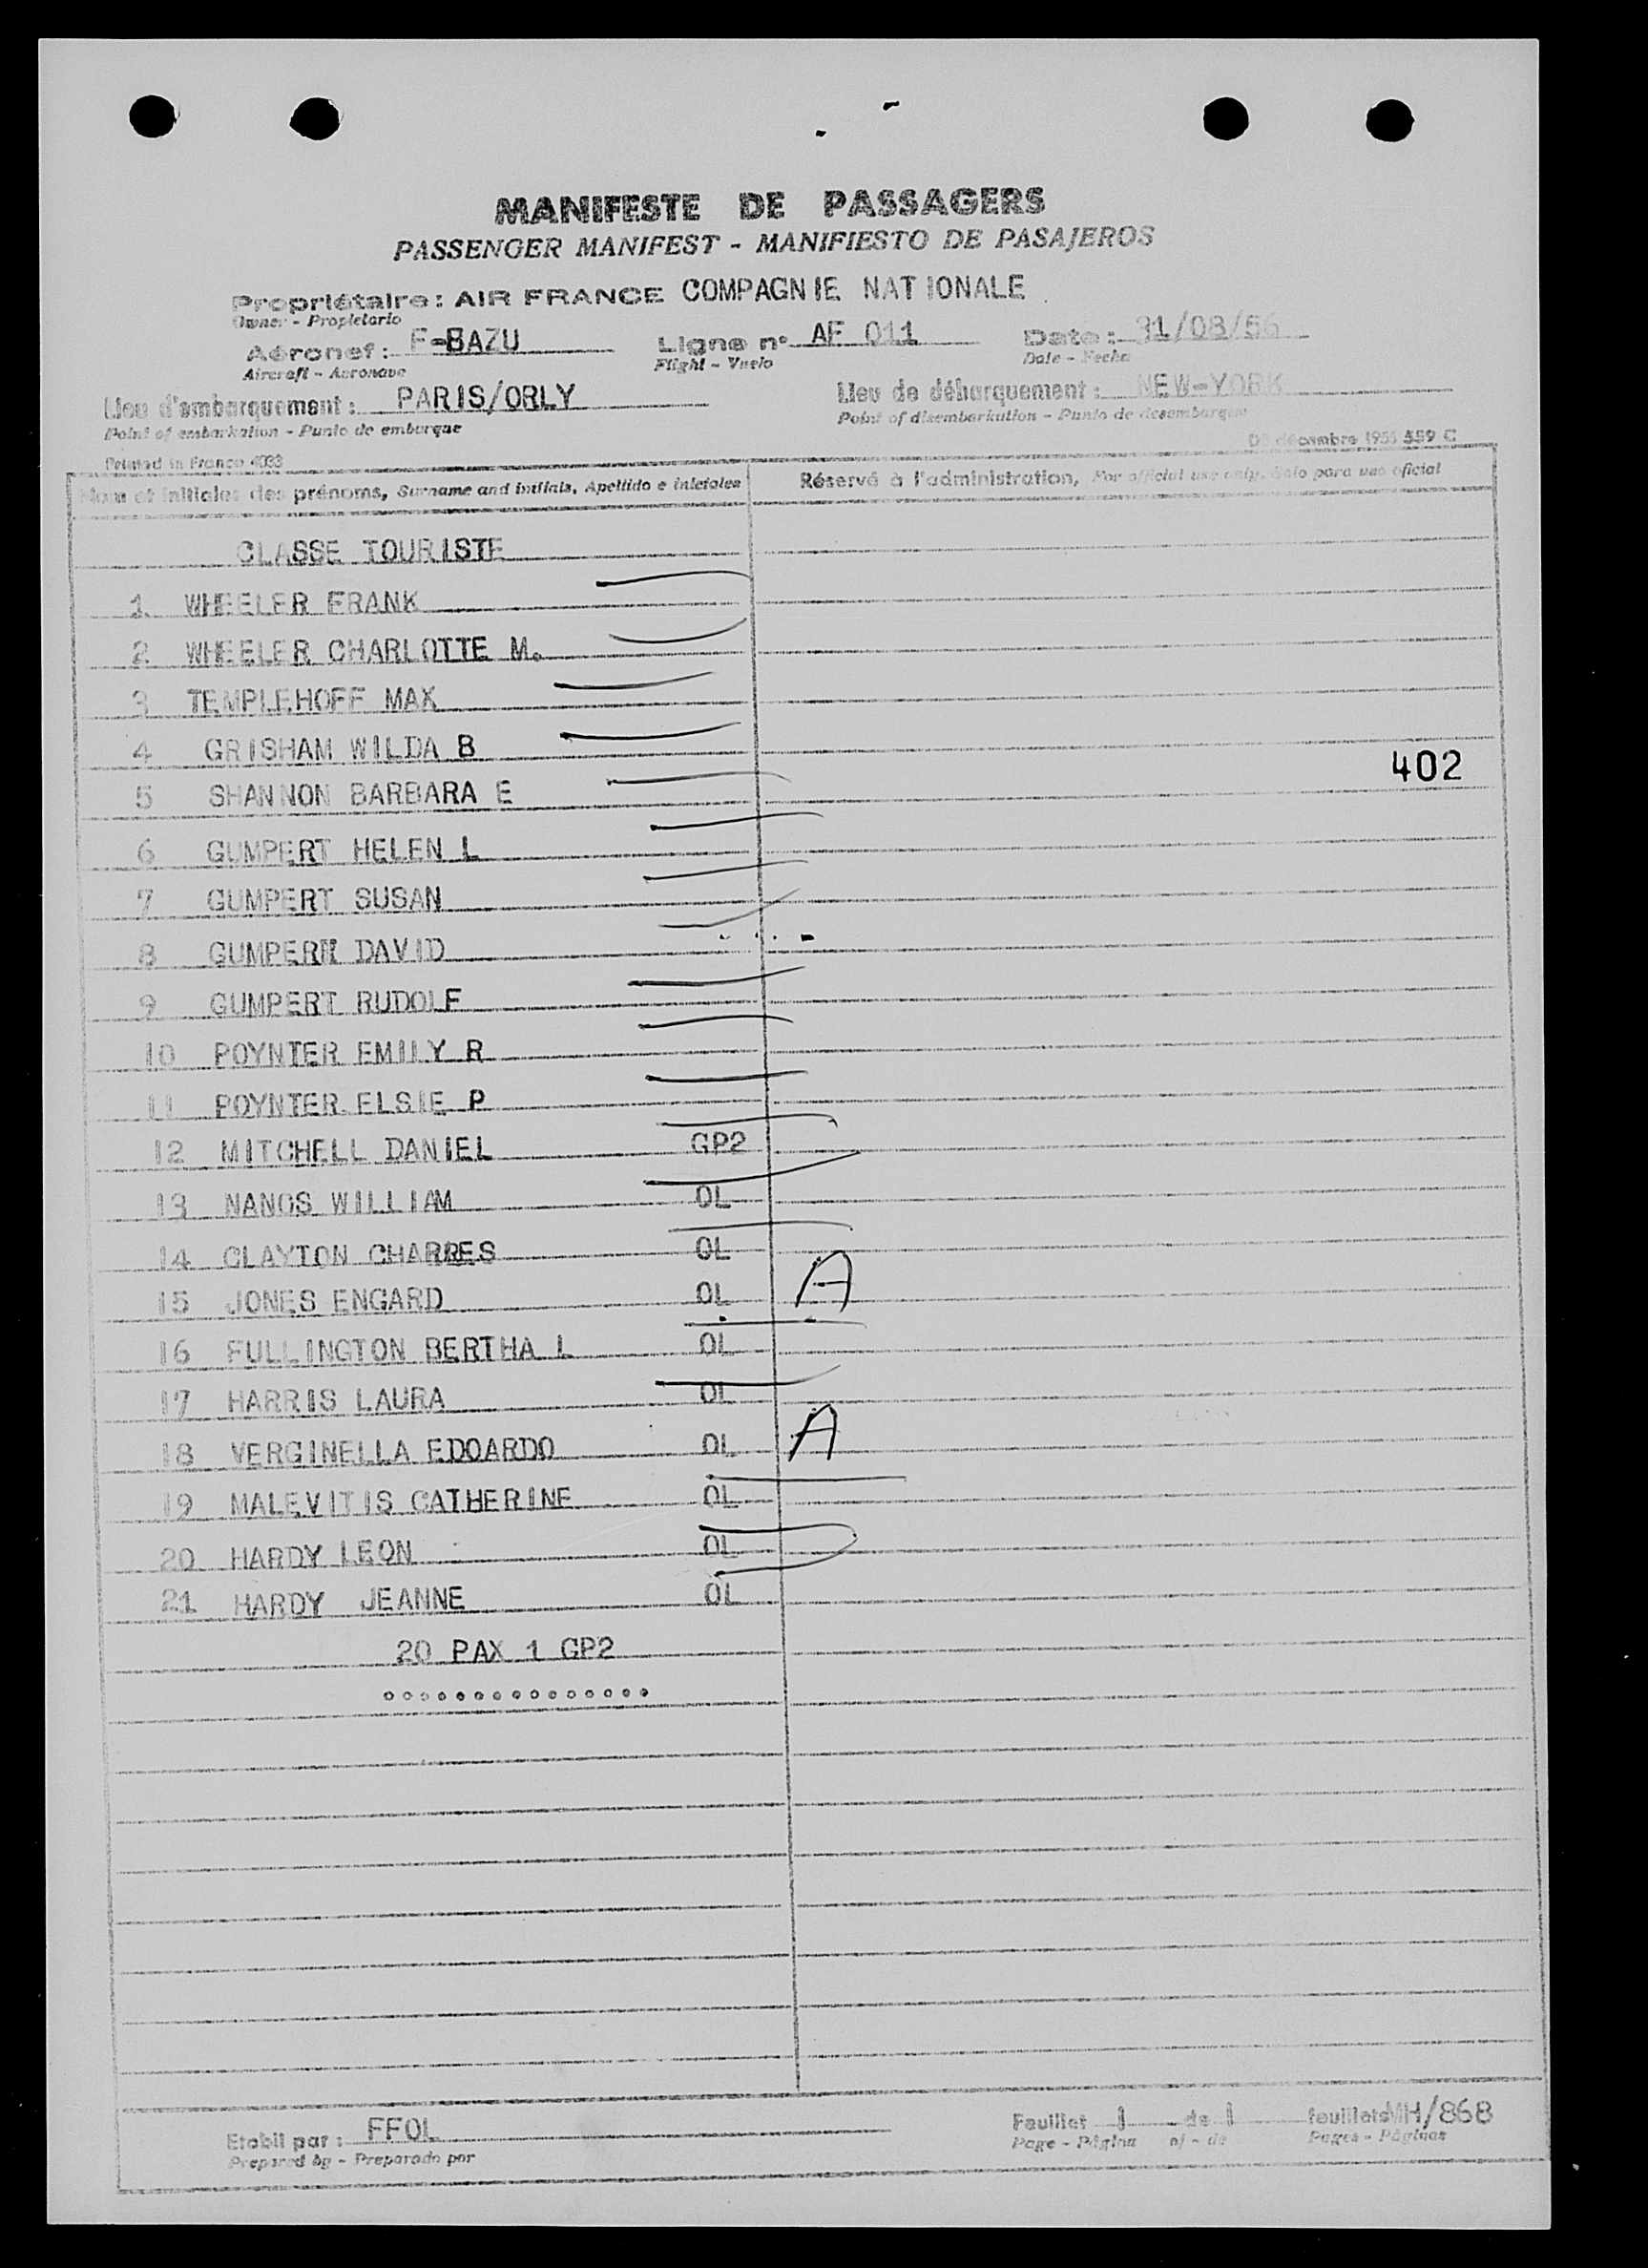 MANIFESTE DE PASSAGERS
PASSENGER MANIFEST - MANIFIESTO DE PASAJEROS
Propriétaire : AIR FRANCE COMPAGNIE NATIONALE
Owner - Propietario
Aéronef : F-BAZU Ligne n° AF 011 Date : 31/08/56
Aircraft - Aeronave Flight - Vuelo Date - Fecha
Lieu d'embarquement : PARIS/ORLY Lieu de débarquement : NEW-YORK
Point of embarkation - Punto de embarque Point of disembarkation - Punto de desembarque
Printed in France 4033 décembre 1955 559 C
Nom et initiales des prénoms, Surname and initials, Apellido e iniciales Réservé à l'administration, For official use only. Solo para uso oficial
CLASSE TOURISTE
1 WHEELER FRANK
2 WHEELER CHARLOTTE M.
3 TEMPLEHOFF MAX
4 GRISHAM WILDA B
402
5 SHANNON BARBARA E
6 GUMPERT HELEN L
7 GUMPERT SUSAN
8 GUMPERT DAVID
9 GUMPERT RUDOLF
10 POYNTER EMILY R
11 POYNTER ELSIE P
12 MITCHELL DANIEL GP2
13 NANOS WILLIAM OL
14 CLAYTON CHARLES OL
15 JONES ENGARD OL A
16 FULLINGTON BERTHA L OL
17 HARRIS LAURA OL
18 VERGINELLA EDOARDO OL A
19 MALEVITIS CATHERINE OL
20 HARDY LEON OL
21 HARDY JEANNE OL
20 PAX 1 GP2
Etabli par : FFOL Feuillet 1 de 1 feuillets MH/868
Prepared by - Preparado por Page - Página of - de Pages - Páginas